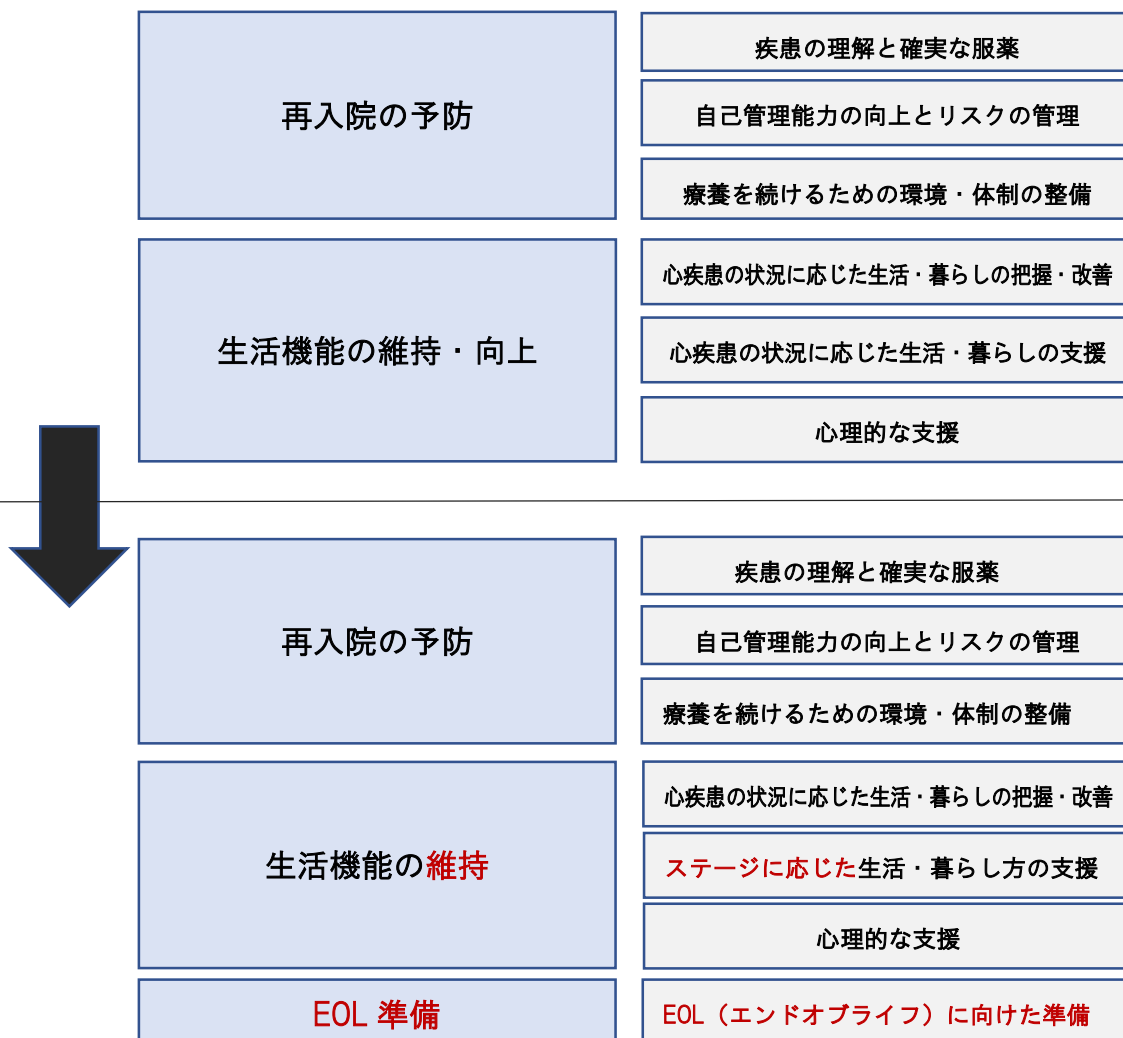 再入院の予防
疾患の理解と確実な服薬
自己管理能力の向上とリスクの管理
療養を続けるための環境・体制の整備
生活機能の維持・向上
心疾患の状況に応じた生活・暮らしの把握・改善
心疾患の状況に応じた生活・暮らしの支援
心理的な支援
再入院の予防
疾患の理解と確実な服薬
自己管理能力の向上とリスクの管理
療養を続けるための環境・体制の整備
生活機能の維持
心疾患の状況に応じた生活・暮らしの把握・改善
ステージに応じた生活・暮らし方の支援
心理的な支援
EOL 準備
EOL（エンドオブライフ）に向けた準備